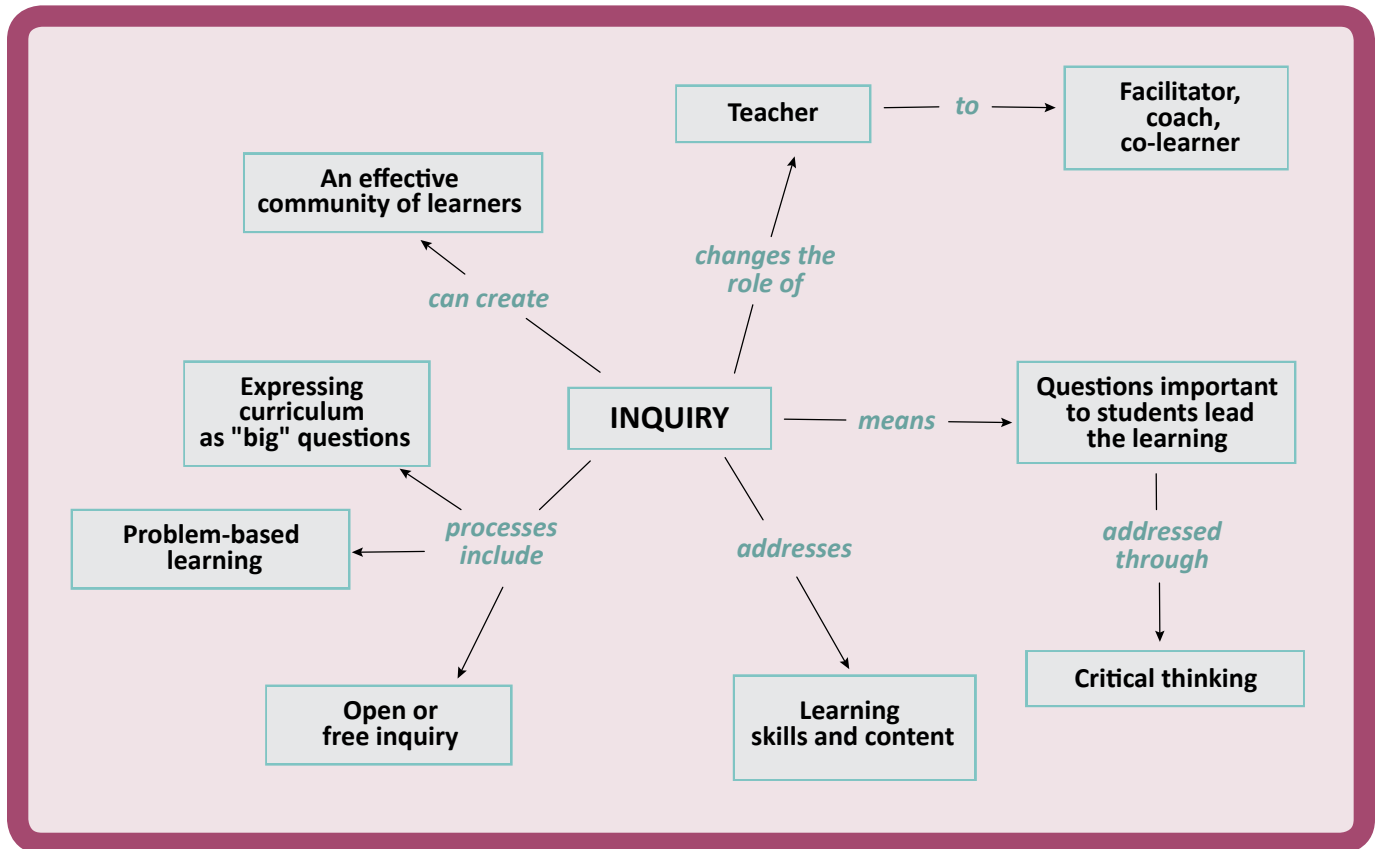 Teacher
to
Facilitator,
coach,
co-learner
An effective
community of learners
changes the
role of
can create
Expressing
curriculum
as "big" questions
INQUIRY
means
Questions important
to students lead
the learning
Problem-based
learning
processes
include
addresses
addressed
through
Open or
free inquiry
Learning
skills and content
Critical thinking